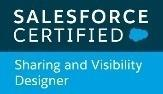 SALESFORCE
CERTIFIED
Sharing and Visibility
Designer